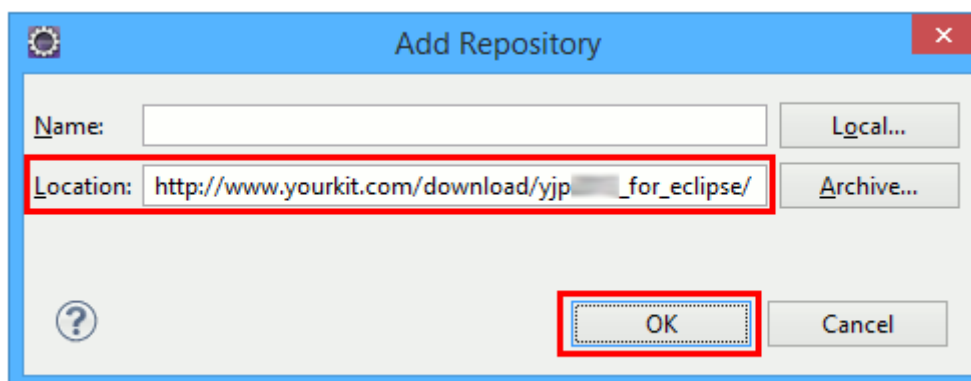 Add Repository
Name:
Local...
Location: http://www.yourkit.com/download/yjp _for_eclipse/
Archive...
OK
Cancel